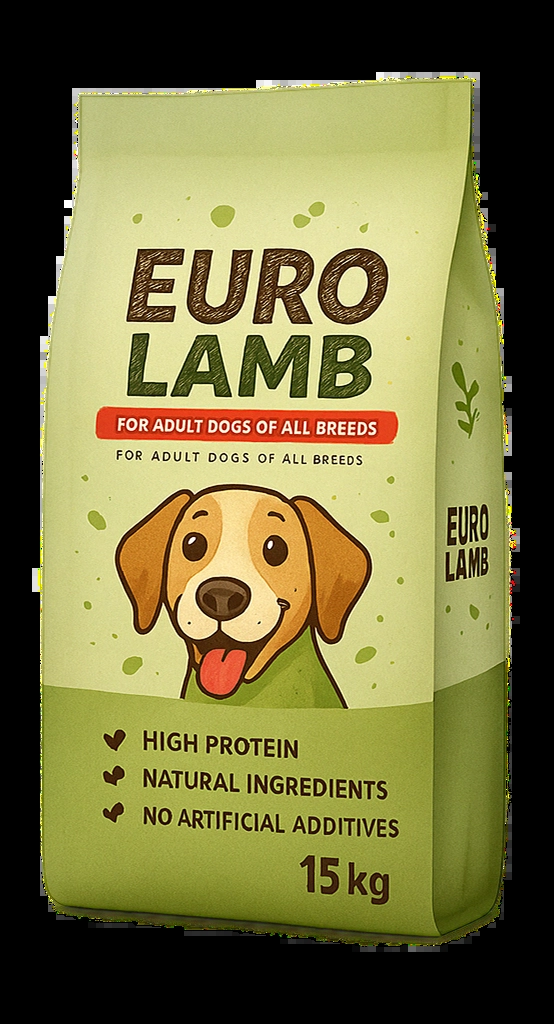 EURO
LAMB
FOR ADULT DOGS OF ALL BREEDS
FOR ADULT DOGS OF ALL BREEDS
HIGH PROTEIN
NATURAL INGREDIENTS
NO ARTIFICIAL ADDITIVES
15 kg
EURO
LAMB